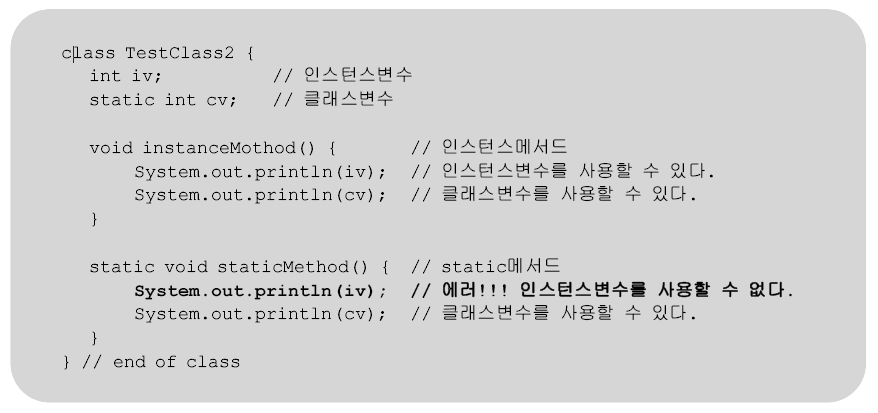 class TestClass2 {
int iv; // 인스턴스변수
static int cv; // 클래스변수
void instanceMothod() { // 인스턴스메서드
System.out.println(iv); // 인스턴스변수를 사용할 수 있다.
System.out.println(cv); // 클래스변수를 사용할 수 있다.
}
static void staticMethod() { // static메서드
System.out.println(iv); // 에러!!! 인스턴스변수를 사용할 수 없다.
System.out.println(cv); // 클래스변수를 사용할 수 있다.
}
} // end of class